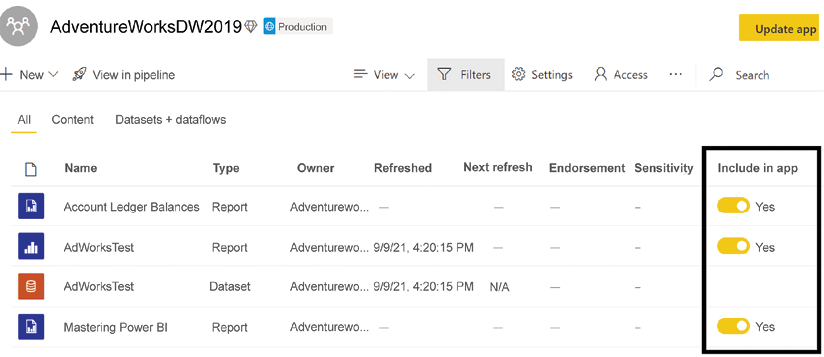 AdventureWorksDW2019 Production Update app
New View in pipeline View Filters Settings Access ... Search
All Content Datasets + dataflows
Name Type Owner Refreshed Next refresh Endorsement Sensitivity Include in app
Account Ledger Balances Report Adventurewo... — — — – Yes
AdWorksTest Report Adventurewo... 9/9/21, 4:20:15 PM — — – Yes
AdWorksTest Dataset Adventurewo... 9/9/21, 4:20:15 PM N/A — –
Mastering Power BI Report Adventurewo... — — — – Yes